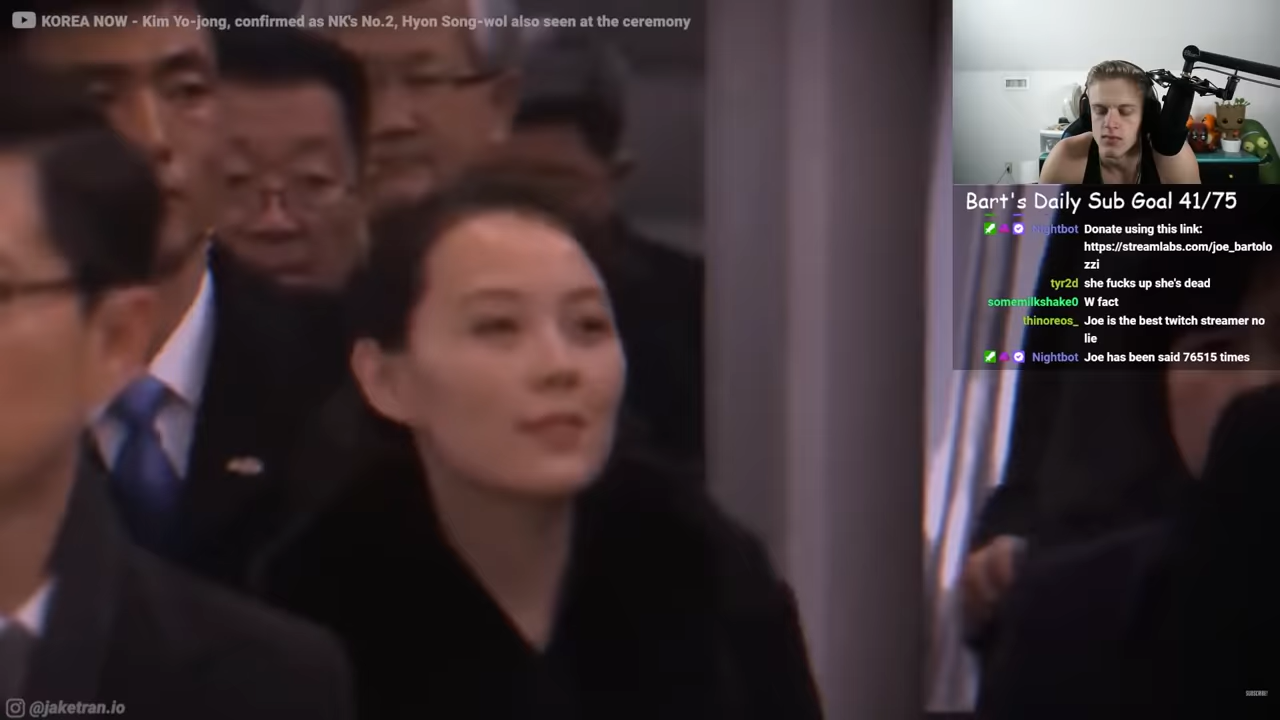 KOREA NOW - Kim Yo-jong, confirmed as NK's No.2, Hyon Song-wol also seen at the ceremony
Bart's Daily Sub Goal 41/75
Nightbot Donate using this link:
https://streamlabs.com/joe_bartolo
zzi
tyr2d she fucks up she's dead
somemilkshake0 W fact
thinoreos_ Joe is the best twitch streamer no
lie
Nightbot Joe has been said 76515 times
SUBSCRIBE!
@jaketran.io